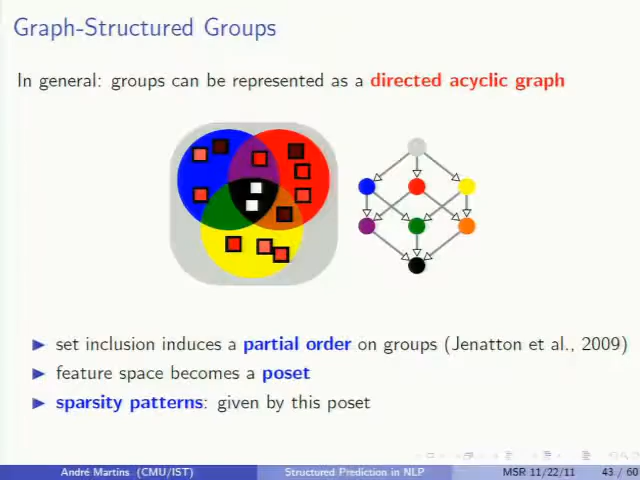 Graph-Structured Groups
In general: groups can be represented as a directed acyclic graph
set inclusion induces a partial order on groups (Jenatton et al., 2009)
feature space becomes a poset
sparsity patterns: given by this poset
André Martins (CMU/IST) Structured Prediction in NLP MSR 11/22/11 43 / 60